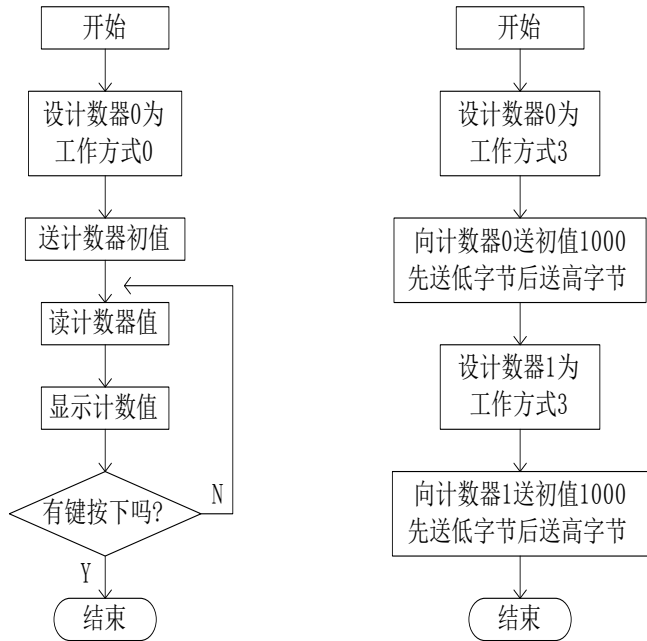 开始
设计数器0为
工作方式0
送计数器初值
读计数器值
显示计数值
有键按下吗?
N
Y
结束
开始
设计数器0为
工作方式3
向计数器0送初值1000
先送低字节后送高字节
设计数器1为
工作方式3
向计数器1送初值1000
先送低字节后送高字节
结束